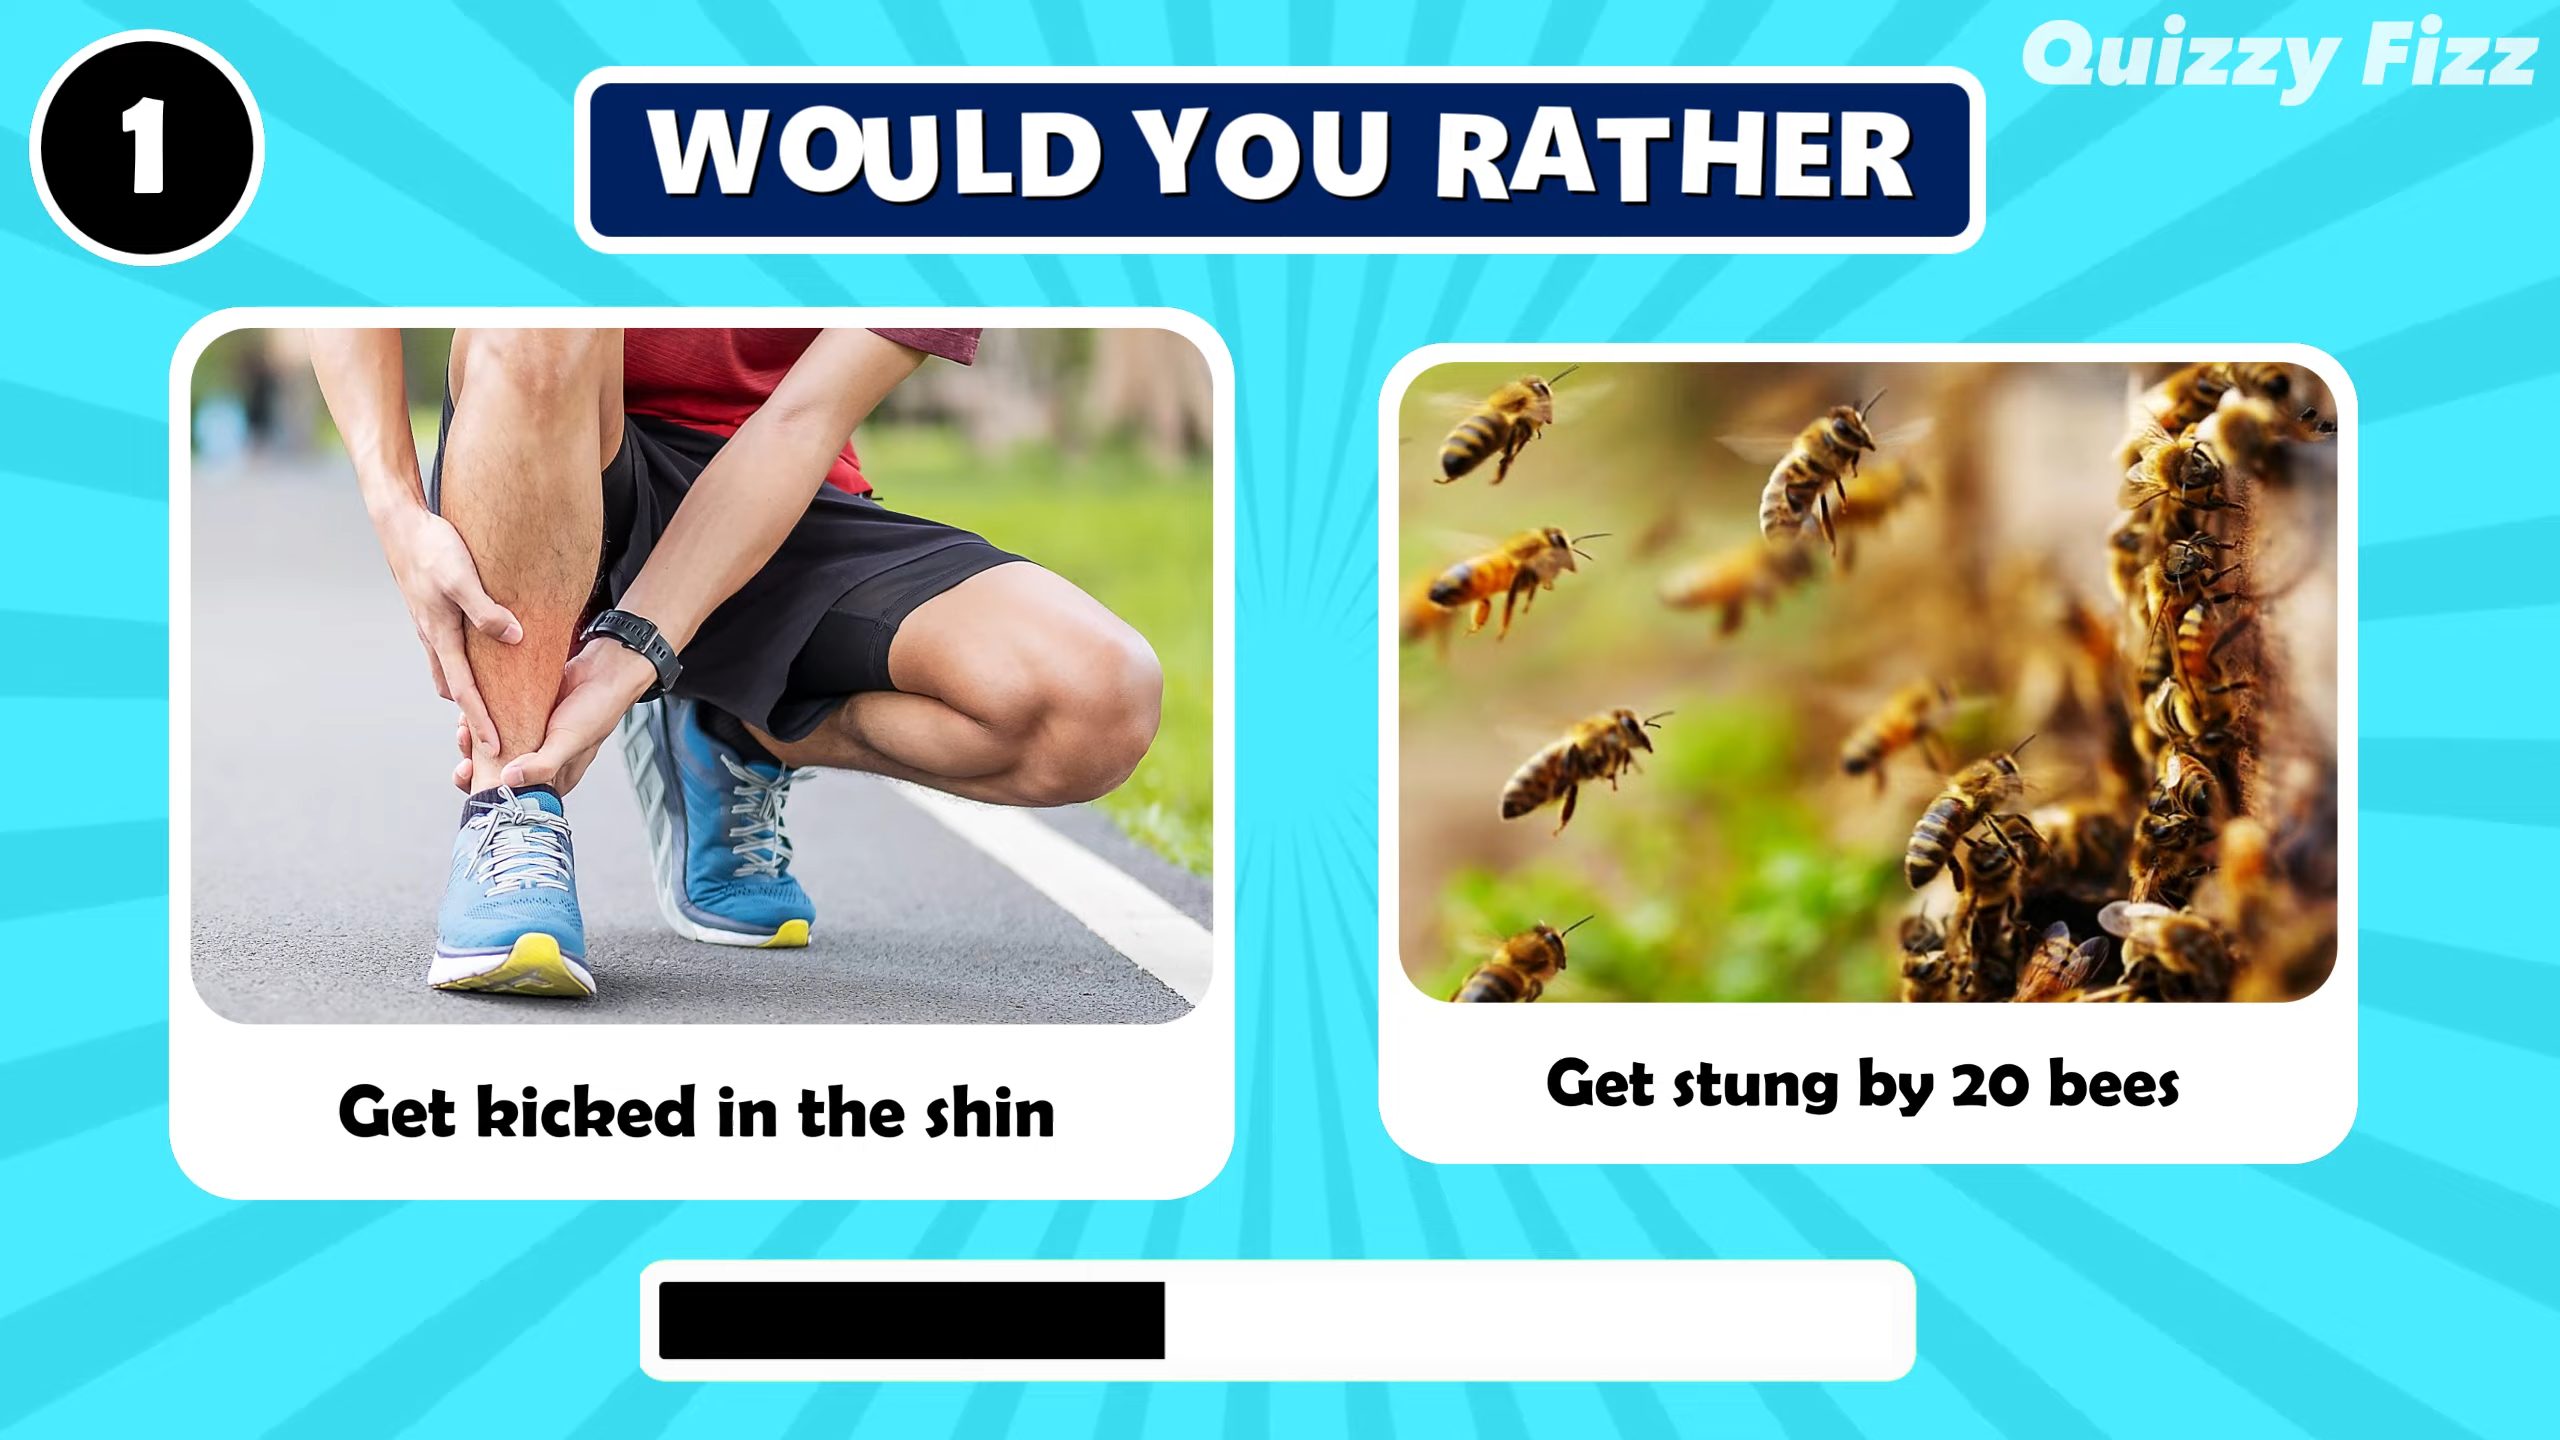 1
WOULD YOU RATHER
Quizzy Fizz
Get kicked in the shin
Get stung by 20 bees